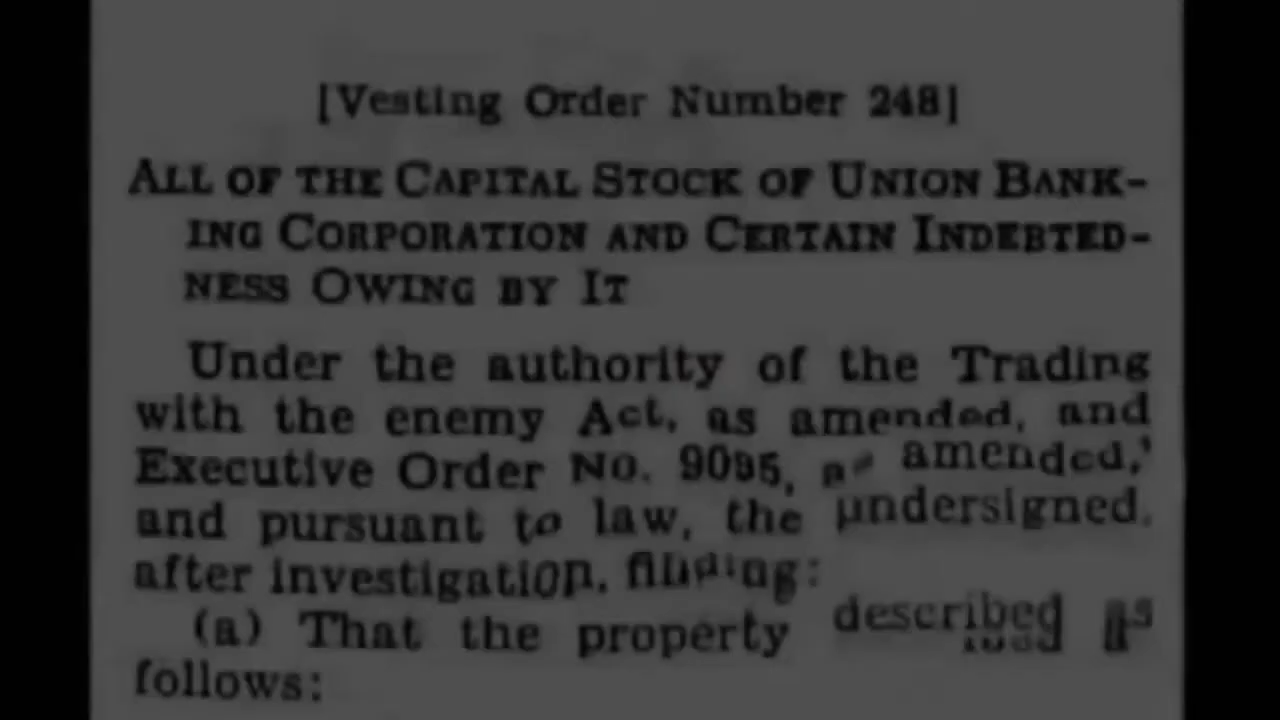 [Vesting Order Number 248]
ALL OF THE CAPITAL STOCK OF UNION BANK-
ING CORPORATION AND CERTAIN INDEBTED-
NESS OWING BY IT
Under the authority of the Trading
with the enemy Act, as amended, and
Executive Order No. 9095, as amended,
and pursuant to law, the undersigned,
after investigation, finding:
(a) That the property described as
follows: